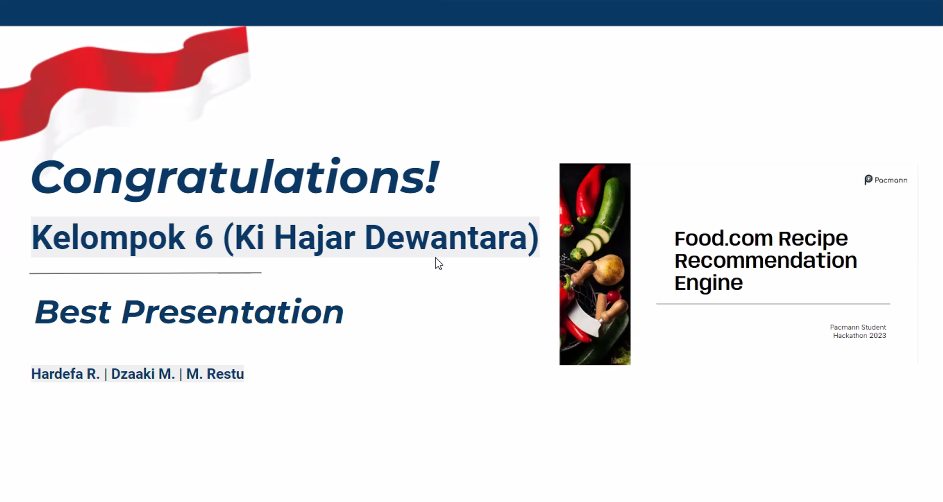 Congratulations!
Kelompok 6 (Ki Hajar Dewantara)
Best Presentation
Hardefa R. | Dzaaki M. | M. Restu
Pacmann
Food.com Recipe
Recommendation
Engine
Pacmann Student
Hackathon 2023